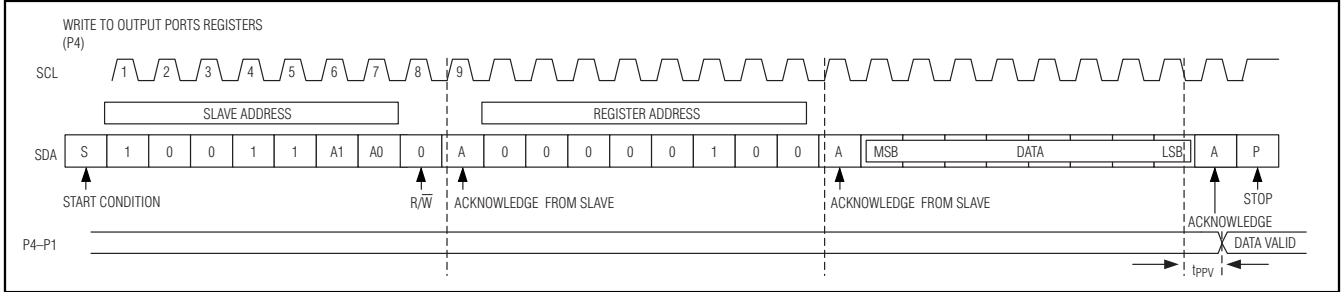 WRITE TO OUTPUT PORTS REGISTERS
(P4)
SCL 1 2 3 4 5 6 7 8 9
SLAVE ADDRESS REGISTER ADDRESS
SDA S 1 0 0 1 1 A1 A0 0 A 0 0 0 0 0 1 0 0 A MSB DATA LSB A P
START CONDITION R/W̅ ACKNOWLEDGE FROM SLAVE ACKNOWLEDGE FROM SLAVE STOP
ACKNOWLEDGE
P4–P1 DATA VALID
tPPV